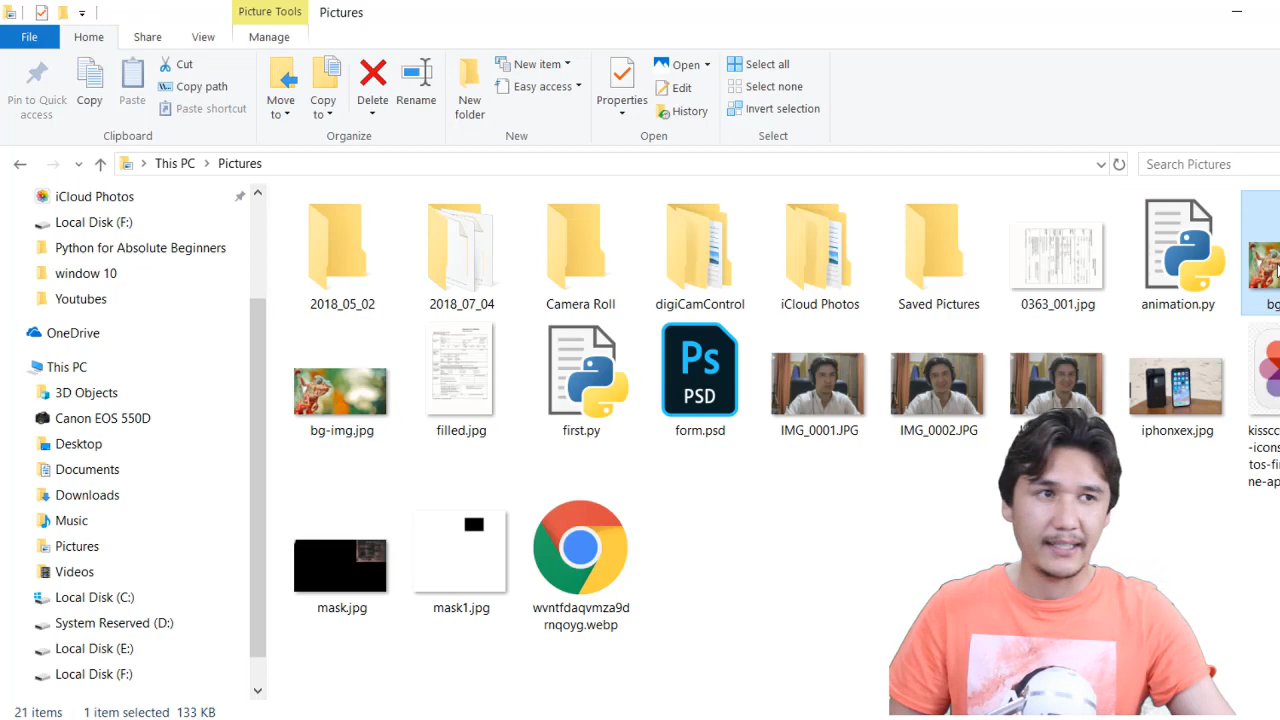 Picture Tools
Pictures
File
Home
Share
View
Manage
Pin to Quick access
Copy
Paste
Cut
Copy path
Paste shortcut
Clipboard
Move to
Copy to
Delete
Rename
Organize
New folder
New item
Easy access
New
Properties
Open
Edit
History
Open
Select all
Select none
Invert selection
Select
This PC
Pictures
Search Pictures
iCloud Photos
Local Disk (F:)
Python for Absolute Beginners
window 10
Youtubes
OneDrive
This PC
3D Objects
Canon EOS 550D
Desktop
Documents
Downloads
Music
Pictures
Videos
Local Disk (C:)
System Reserved (D:)
Local Disk (E:)
Local Disk (F:)
2018_05_02
2018_07_04
Camera Roll
digiCamControl
iCloud Photos
Saved Pictures
0363_001.jpg
animation.py
bg
bg-img.jpg
filled.jpg
first.py
Ps
PSD
form.psd
IMG_0001.JPG
IMG_0002.JPG
iphonxex.jpg
kisscc
-icons
tos-fir
ne-ap
mask.jpg
mask1.jpg
wvntfdaqvmza9d
rnqoyg.webp
21 items
1 item selected 133 KB